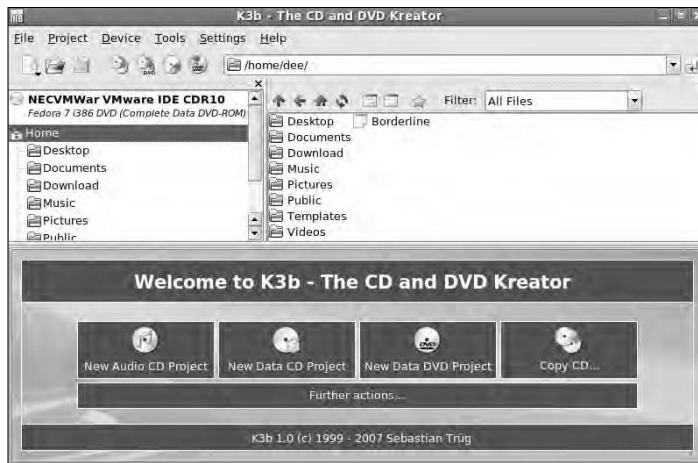 K3b - The CD and DVD Kreator
File Project Device Tools Settings Help
/home/dee/
NECVMWar VMware IDE CDR10
Fedora 7 i386 DVD (Complete Data DVD-ROM)
Home
Desktop
Documents
Download
Music
Pictures
Public
Filter: All Files
Desktop Borderline
Documents
Download
Music
Pictures
Public
Templates
Videos
Welcome to K3b - The CD and DVD Kreator
New Audio CD Project New Data CD Project New Data DVD Project Copy CD...
Further actions...
K3b 1.0 (c) 1999 - 2007 Sebastian Trüg